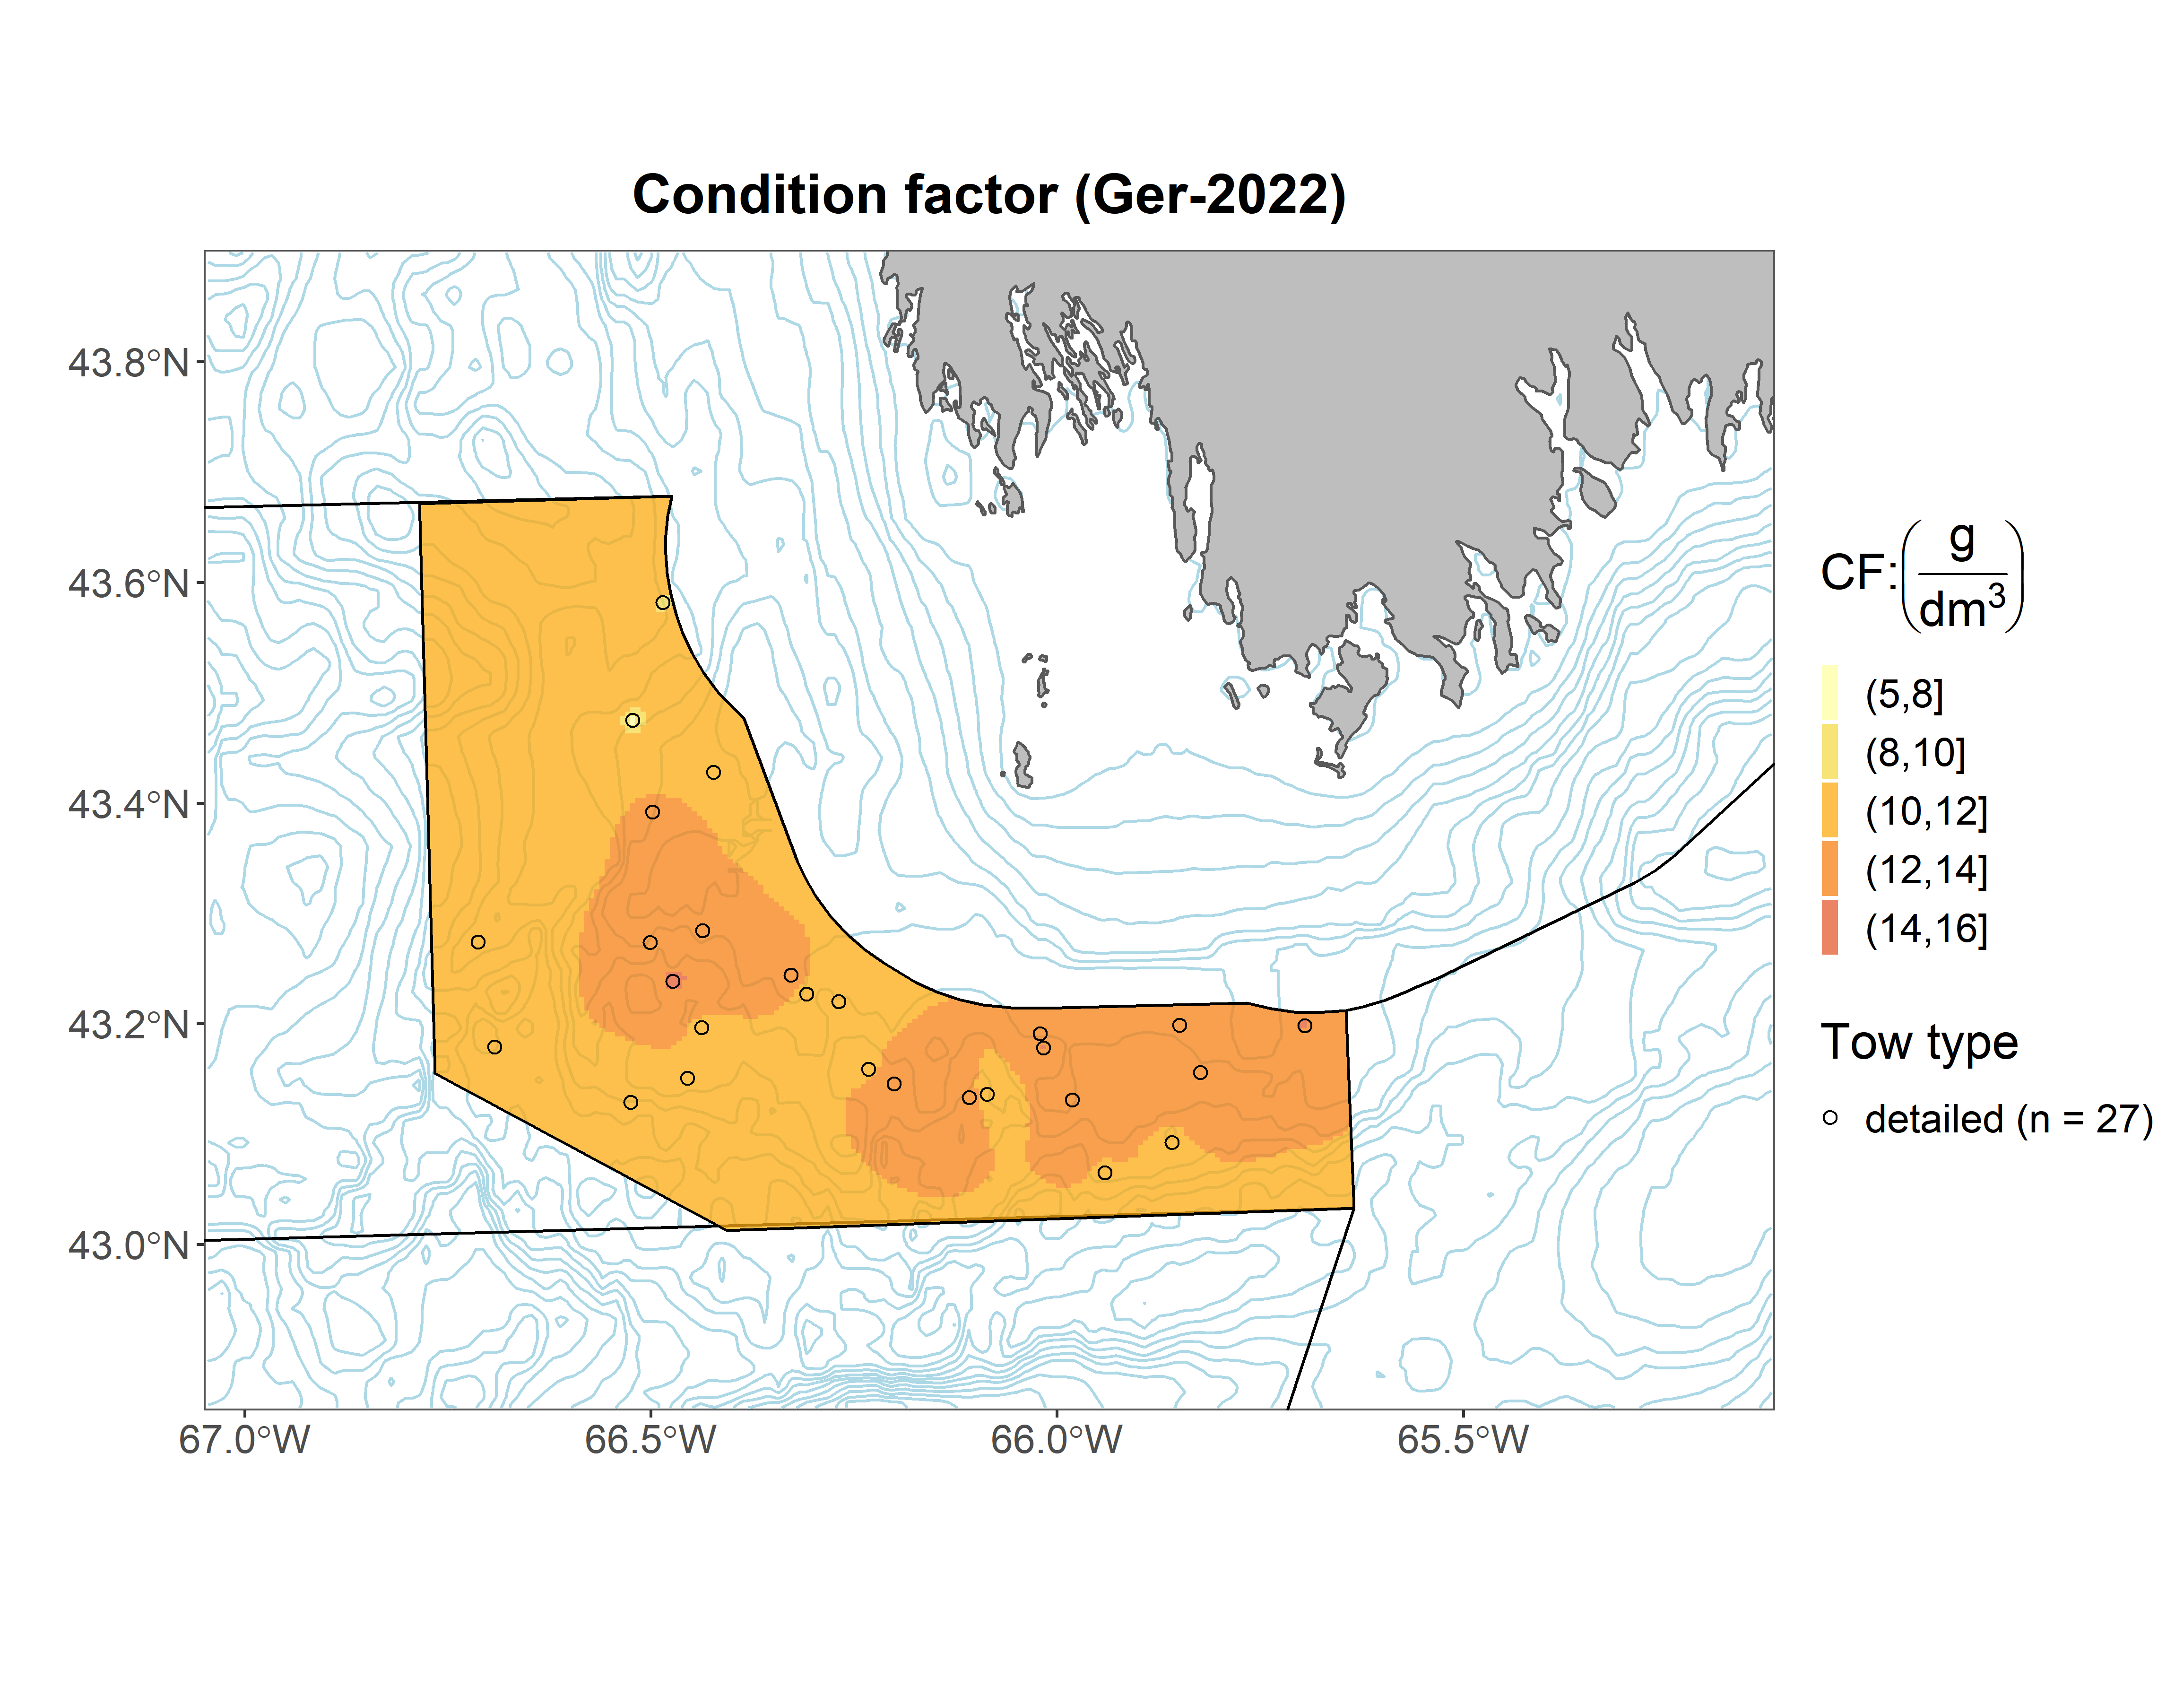 Condition factor (Ger-2022)
43.8°N
43.6°N
43.4°N
43.2°N
43.0°N
67.0°W
66.5°W
66.0°W
65.5°W
CF:(g/dm³)
(5,8]
(8,10]
(10,12]
(12,14]
(14,16]
Tow type
detailed (n = 27)